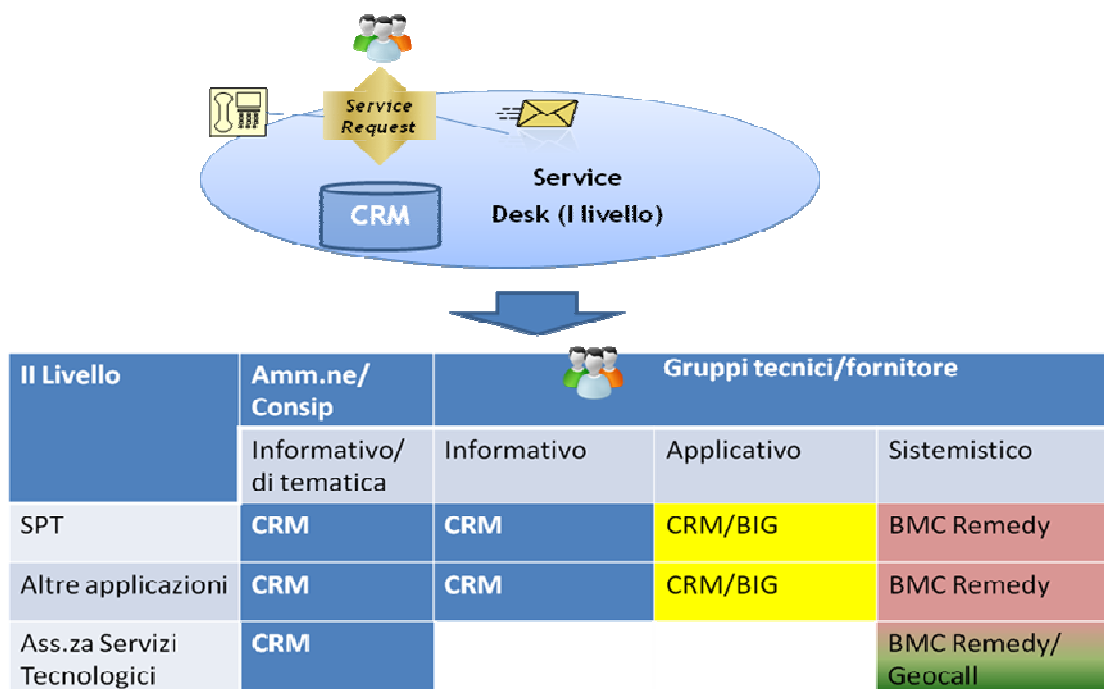 Service
Request
Service
Desk (I livello)
CRM
II Livello
Amm.ne/
Consip
Gruppi tecnici/fornitore
Informativo/
di tematica
Informativo
Applicativo
Sistemistico
SPT
CRM
CRM
CRM/BIG
BMC Remedy
Altre applicazioni
CRM
CRM
CRM/BIG
BMC Remedy
Ass.za Servizi
Tecnologici
CRM
BMC Remedy/
Geocall